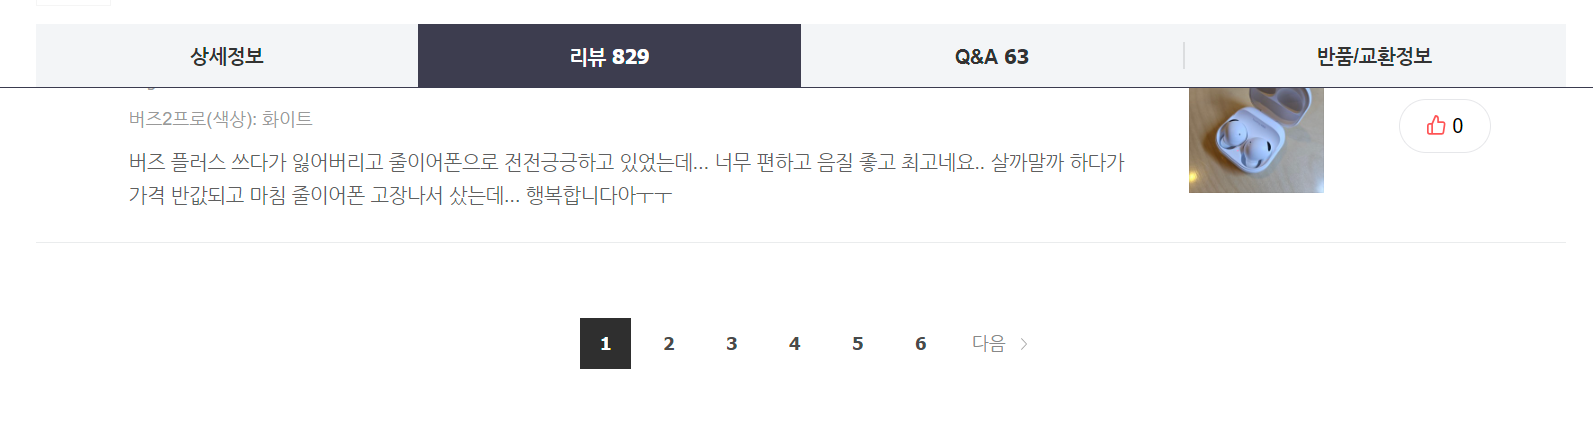 상세정보
리뷰 829
Q&A 63
반품/교환정보
버즈2프로(색상): 화이트
버즈 플러스 쓰다가 잃어버리고 줄이어폰으로 전전긍긍하고 있었는데... 너무 편하고 음질 좋고 최고네요.. 살까말까 하다가
가격 반값되고 마침 줄이어폰 고장나서 샀는데... 행복합니다아ㅜㅜ
0
1 2 3 4 5 6 다음 >